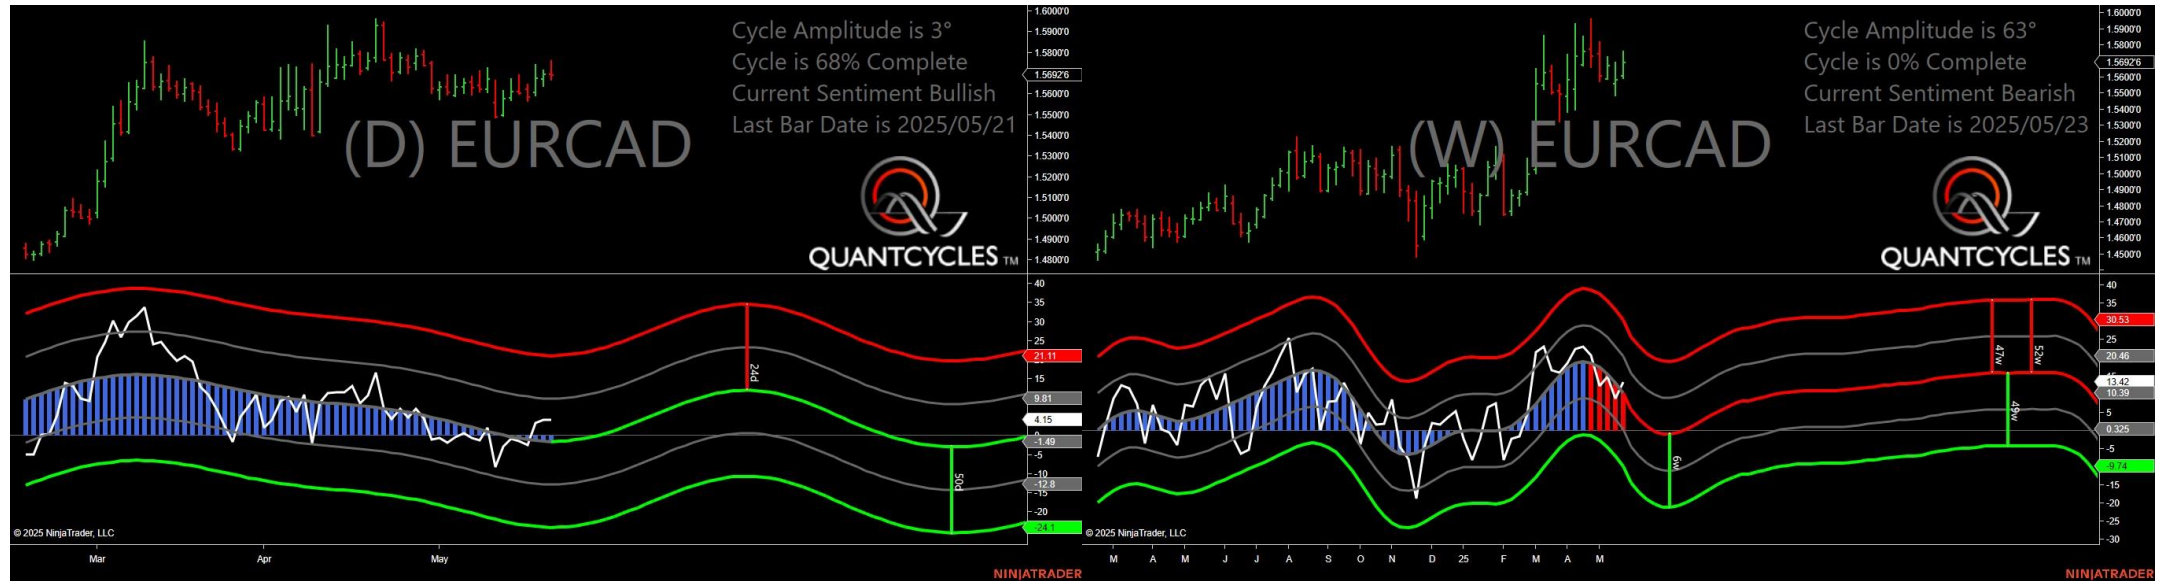 Cycle Amplitude is 3°
Cycle is 68% Complete
Current Sentiment Bullish
Last Bar Date is 2025/05/21
(D) EURCAD
QUANTCYCLES TM
1.6000'0
1.5900'0
1.5800'0
1.5692'6
1.5600'0
1.5500'0
1.5400'0
1.5300'0
1.5200'0
1.5100'0
1.5000'0
1.4900'0
1.4800'0
40
35
30
25
21.11
15
9.81
4.15
-1.49
-5
-10
-12.8
-15
-20
-24.1
24d
50d
© 2025 NinjaTrader, LLC
Mar Apr May
NINJATRADER
Cycle Amplitude is 63°
Cycle is 0% Complete
Current Sentiment Bearish
Last Bar Date is 2025/05/23
(W) EURCAD
QUANTCYCLES TM
1.6000'0
1.5900'0
1.5800'0
1.5692'6
1.5600'0
1.5500'0
1.5400'0
1.5300'0
1.5200'0
1.5100'0
1.5000'0
1.4900'0
1.4800'0
1.4700'0
1.4600'0
1.4500'0
40
35
30.53
25
20.46
13.42
10.39
5
0.325
-5
-9.74
-15
-20
-25
-30
47w
52w
49w
6w
© 2025 NinjaTrader, LLC
M A M J J A S O N D 25 F M A M
NINJATRADER